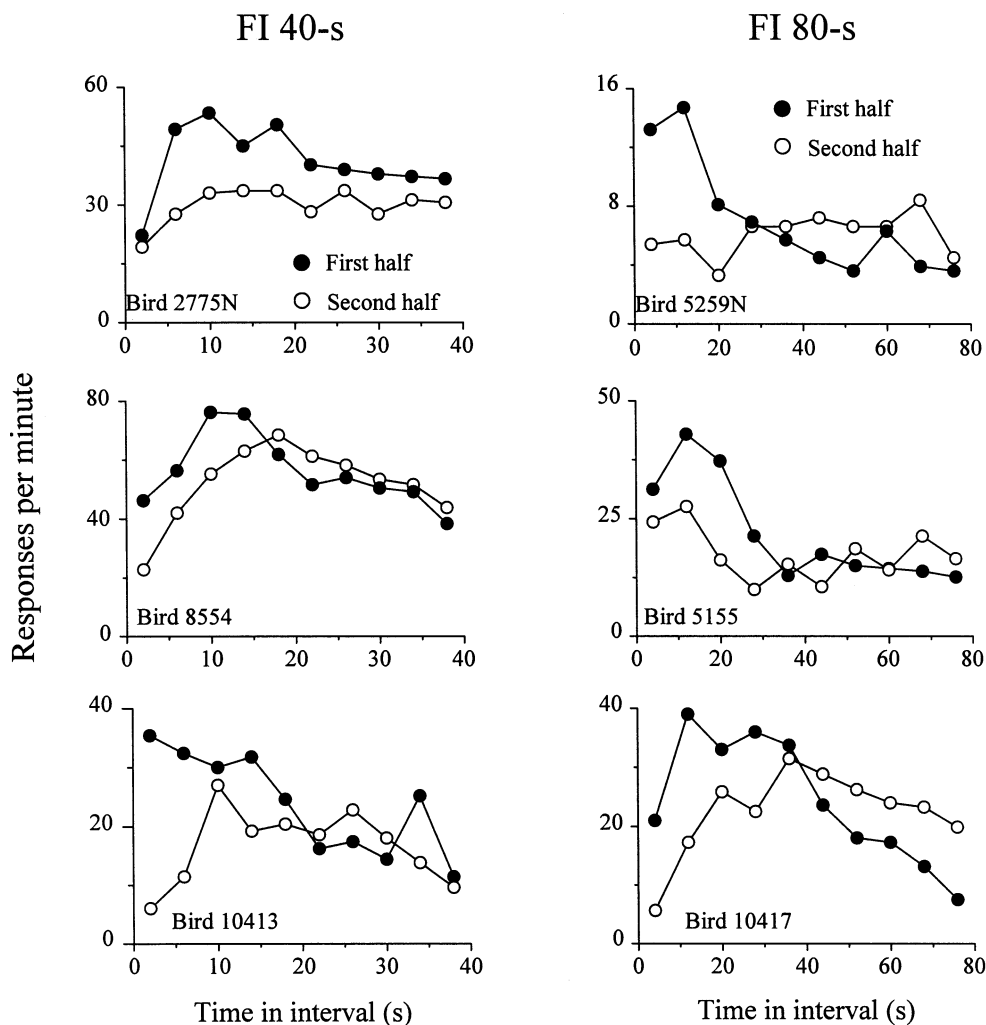 FI 40-s
FI 80-s
Responses per minute
60
30
0
First half
Second half
Bird 2775N
0 10 20 30 40
16
8
0
First half
Second half
Bird 5259N
0 20 40 60 80
80
40
0
Bird 8554
0 10 20 30 40
50
25
0
Bird 5155
0 20 40 60 80
40
20
0
Bird 10413
0 10 20 30 40
Time in interval (s)
40
20
0
Bird 10417
0 20 40 60 80
Time in interval (s)